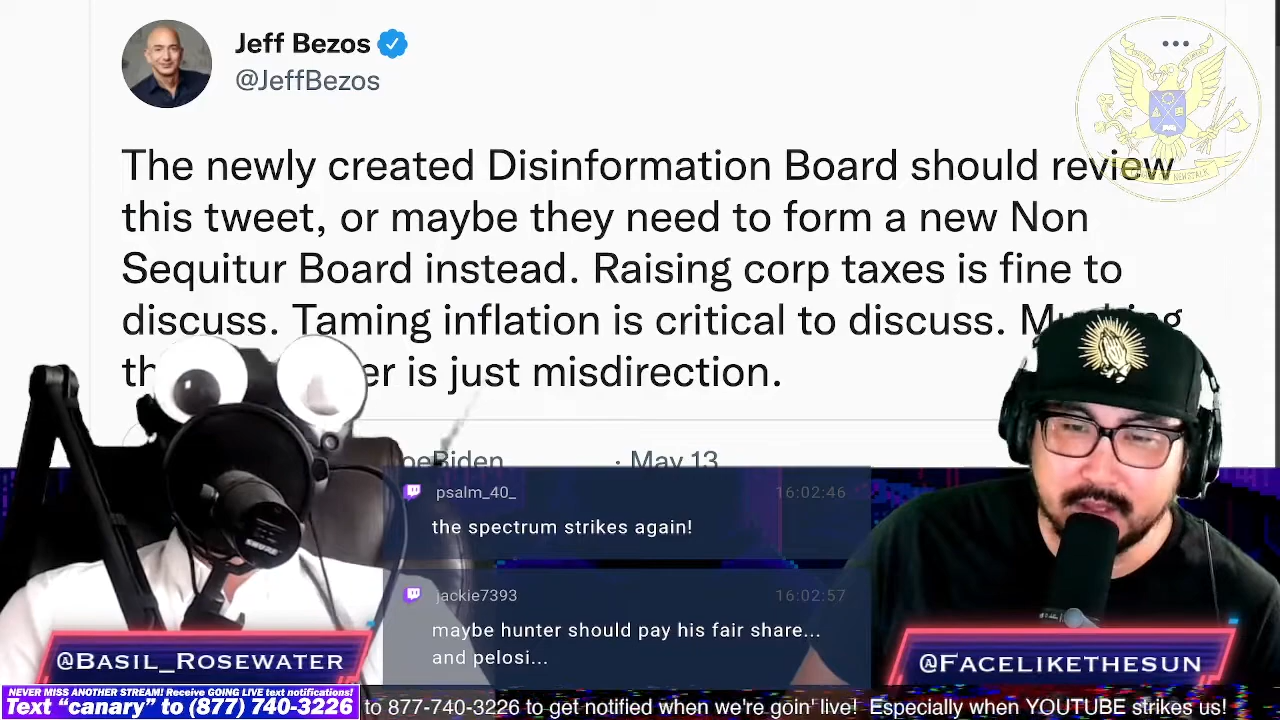 Jeff Bezos
@JeffBezos
The newly created Disinformation Board should review
this tweet, or maybe they need to form a new Non
Sequitur Board instead. Raising corp taxes is fine to
discuss. Taming inflation is critical to discuss.
is just misdirection.
· May 13
psalm_40_
16:02:46
the spectrum strikes again!
jackie7393
16:02:57
maybe hunter should pay his fair share...
and pelosi...
@BASIL_ROSEWATER
@FACELIKETHESUN
NEVER MISS ANOTHER STREAM! Receive GOING LIVE text notifications!
Text "canary" to (877) 740-3226
to 877-740-3226 to get notified when we're goin' live! Especially when YOUTUBE strikes us!
SHURE